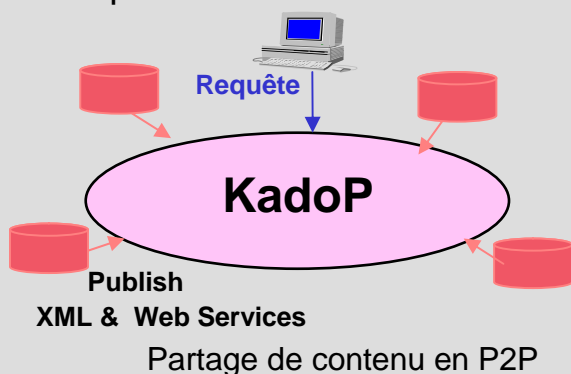 Requête
KadoP
Publish
XML & Web Services
Partage de contenu en P2P